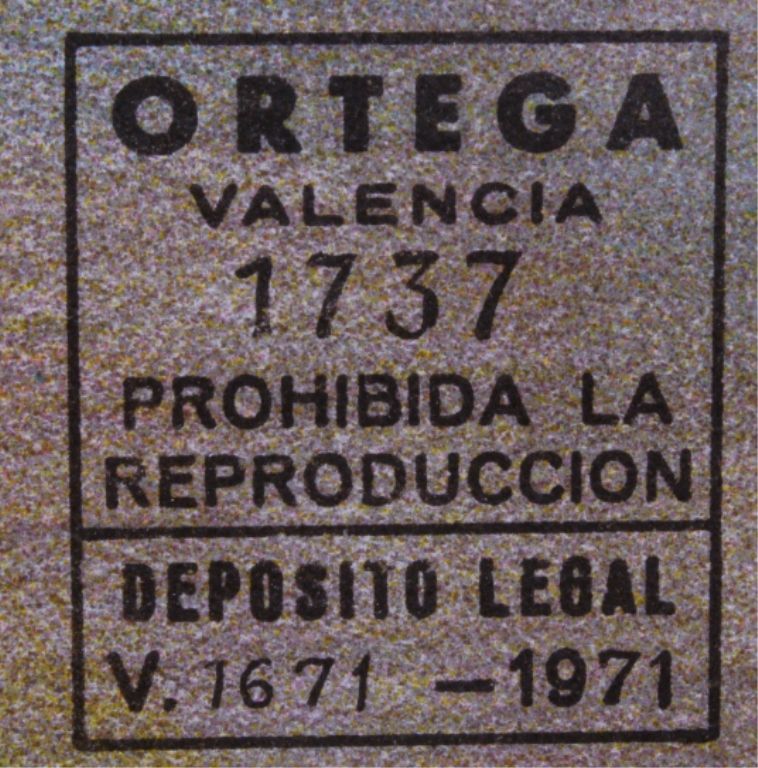 ORTEGA
VALENCIA
1737
PROHIBIDA LA
REPRODUCCION
DEPOSITO LEGAL
V. 1671 — 1971